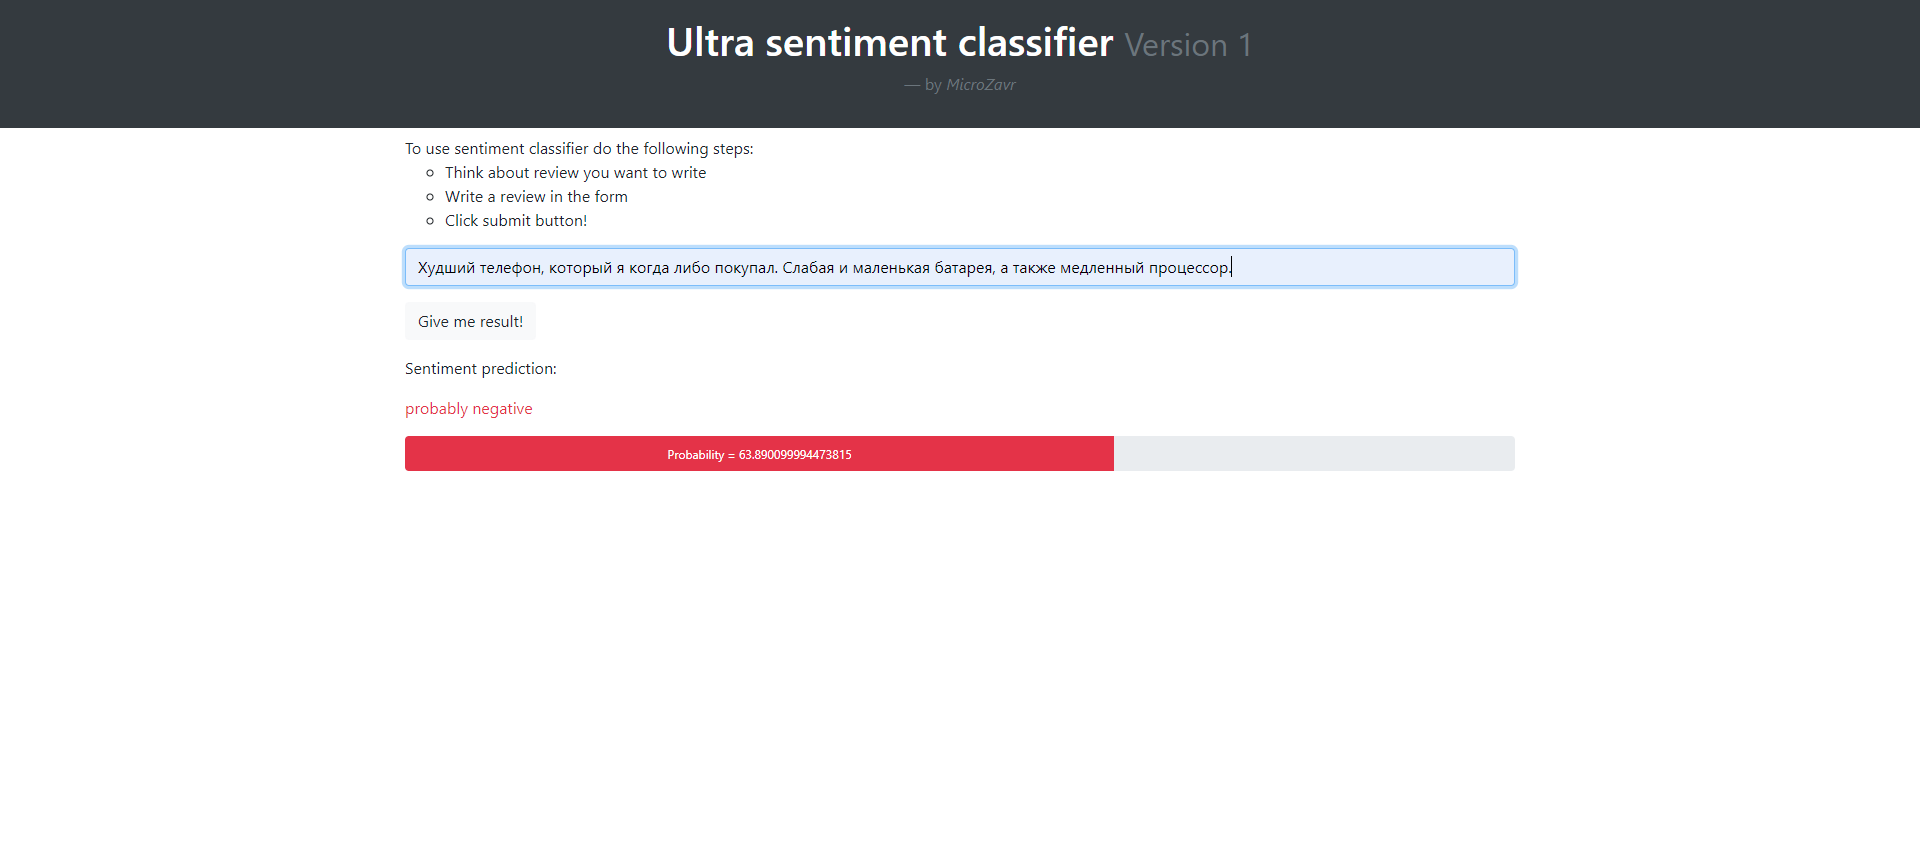 Ultra sentiment classifier Version 1
— by MicroZavr
To use sentiment classifier do the following steps:
Think about review you want to write
Write a review in the form
Click submit button!
Худший телефон, который я когда либо покупал. Слабая и маленькая батарея, а также медленный процессор.
Give me result!
Sentiment prediction:
probably negative
Probability = 63.890099994473815